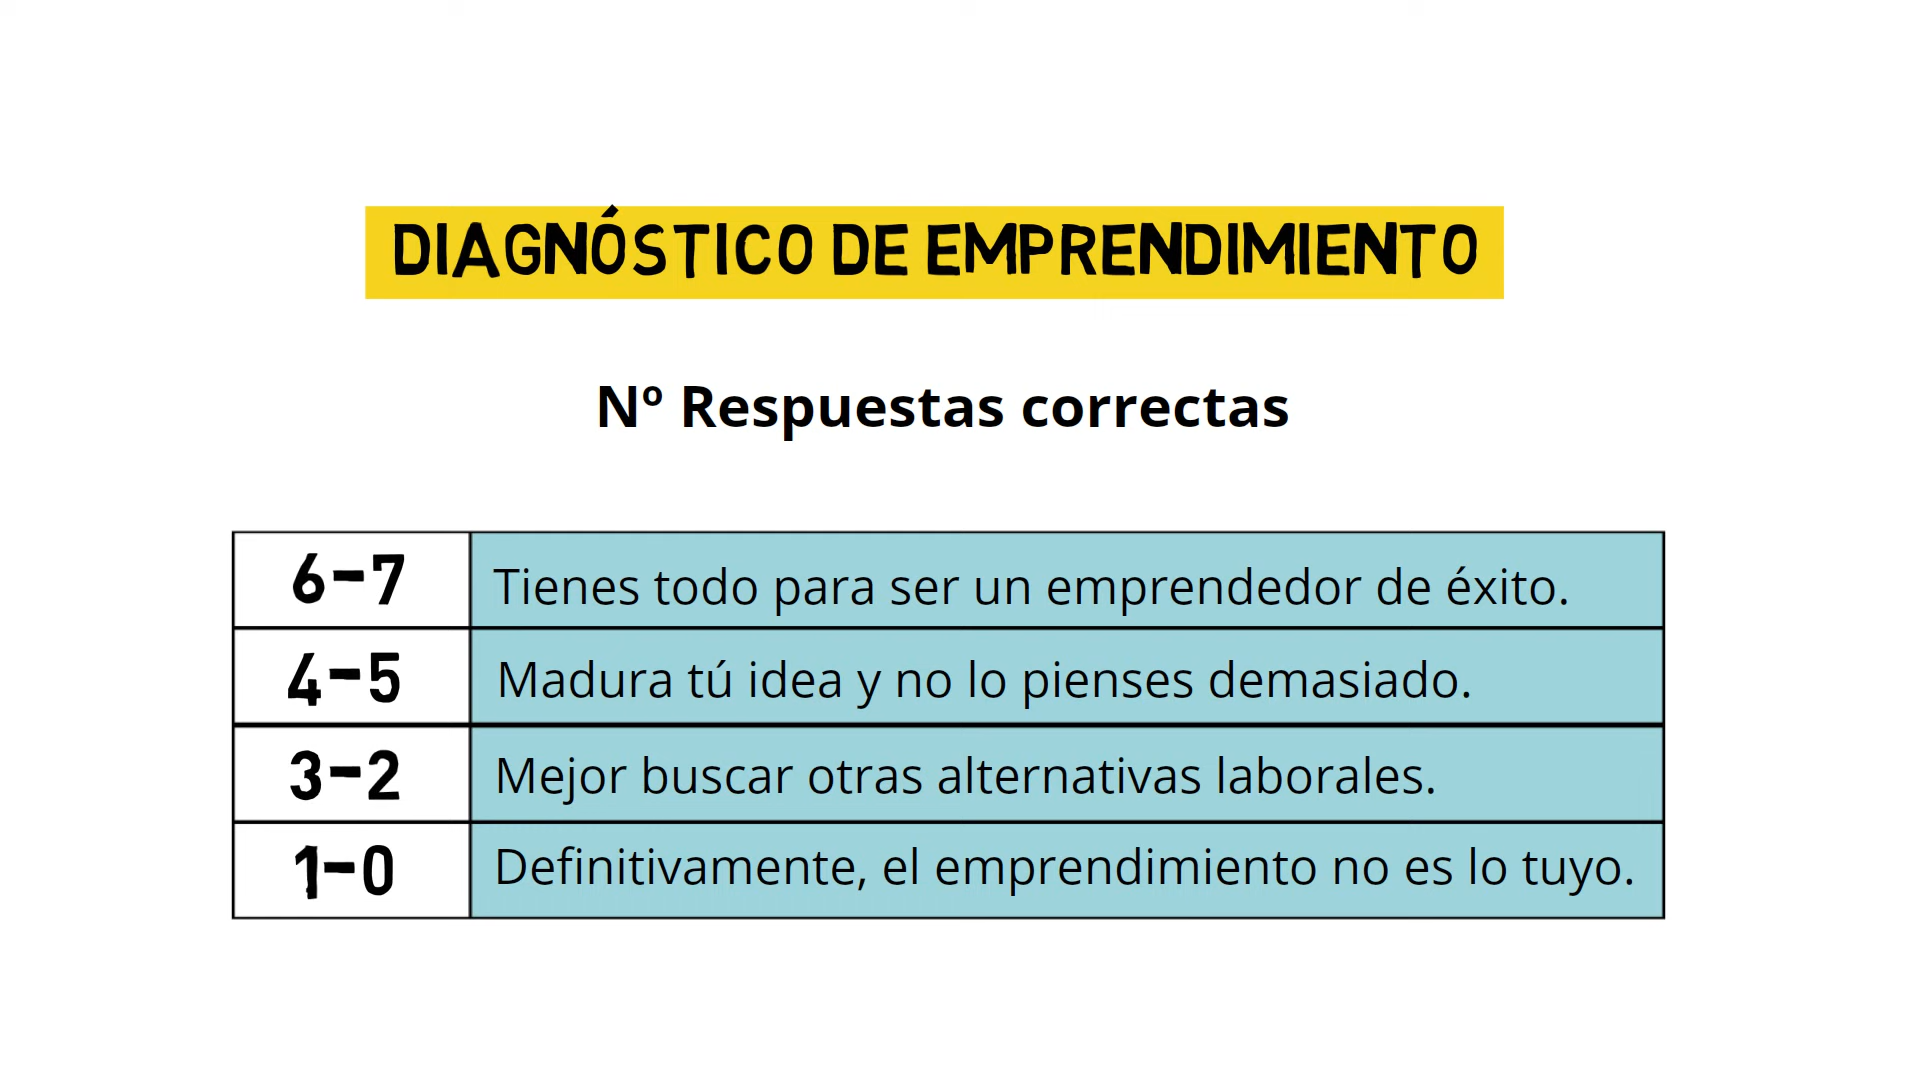 DIAGNÓSTICO DE EMPRENDIMIENTO
Nº Respuestas correctas
6-7 Tienes todo para ser un emprendedor de éxito.
4-5 Madura tú idea y no lo pienses demasiado.
3-2 Mejor buscar otras alternativas laborales.
1-0 Definitivamente, el emprendimiento no es lo tuyo.